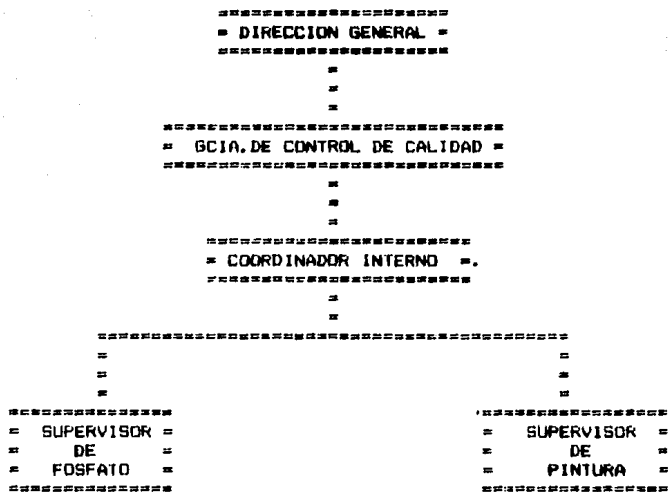 DIRECCION GENERAL
GCIA. DE CONTROL DE CALIDAD
COORDINADOR INTERNO
SUPERVISOR
DE
FOSFATO
SUPERVISOR
DE
PINTURA